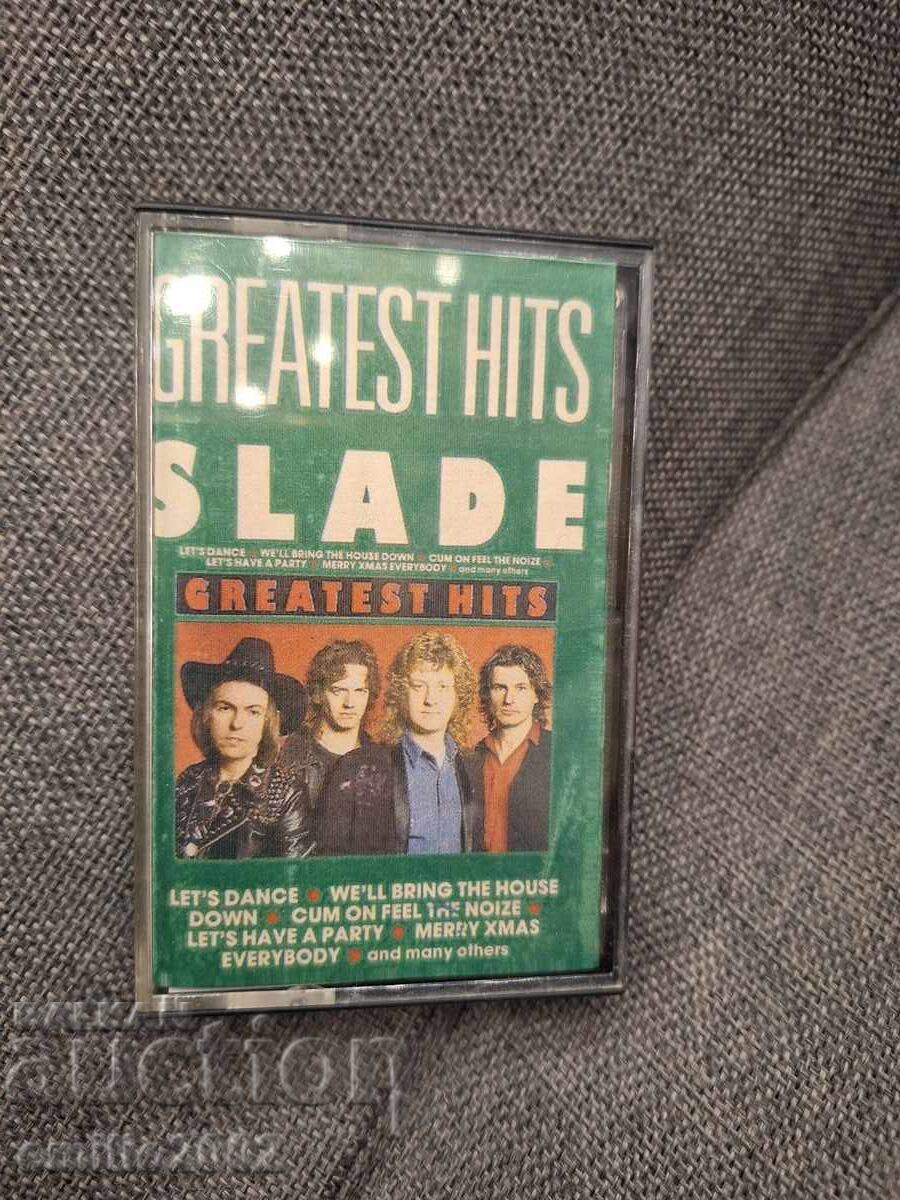 GREATEST HITS
SLADE
LET'S DANCE • WE'LL BRING THE HOUSE DOWN • CUM ON FEEL THE NOIZE •
LET'S HAVE A PARTY • MERRY XMAS EVERYBODY • and many others
GREATEST HITS
LET'S DANCE • WE'LL BRING THE HOUSE
DOWN • CUM ON FEEL THE NOIZE •
LET'S HAVE A PARTY • MERRY XMAS
EVERYBODY • and many others
BALKAN
auction
emifix2002